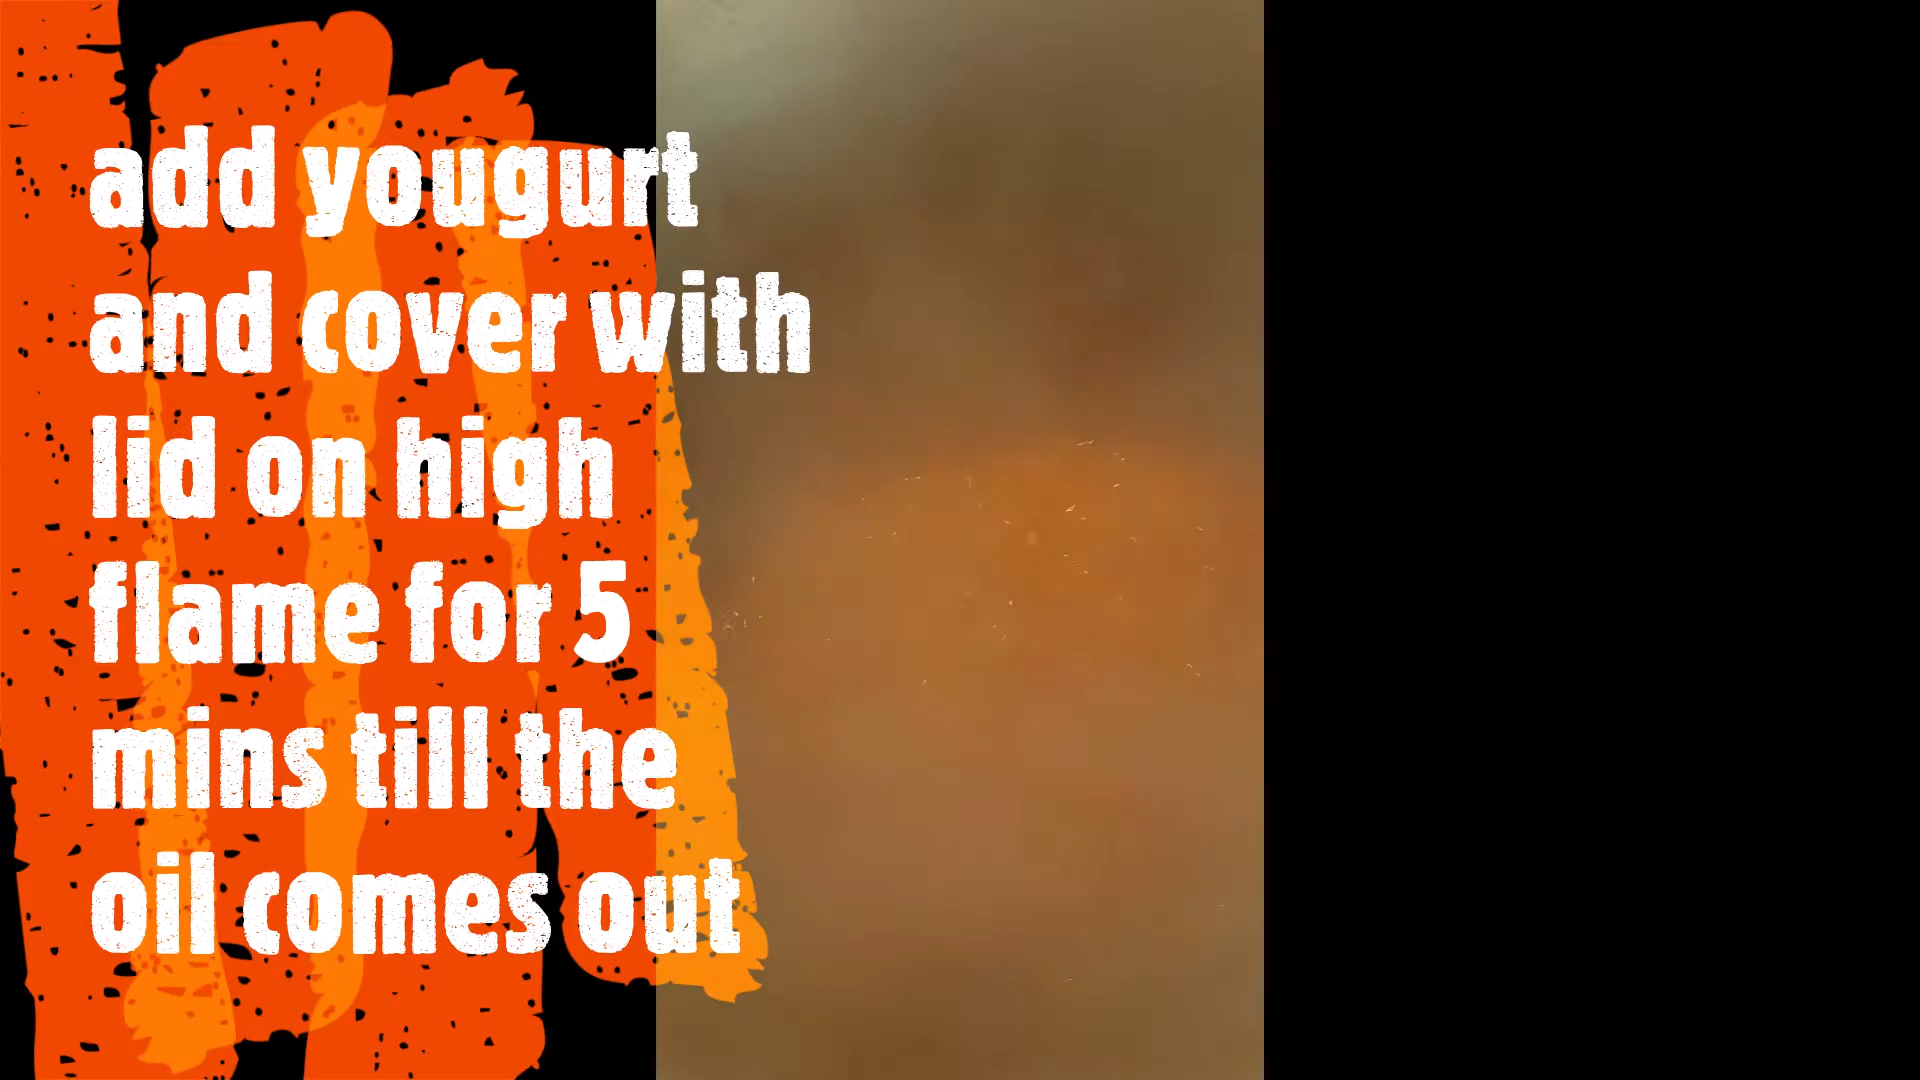 add yougurt
and cover with
lid on high
flame for 5
mins till the
oil comes out